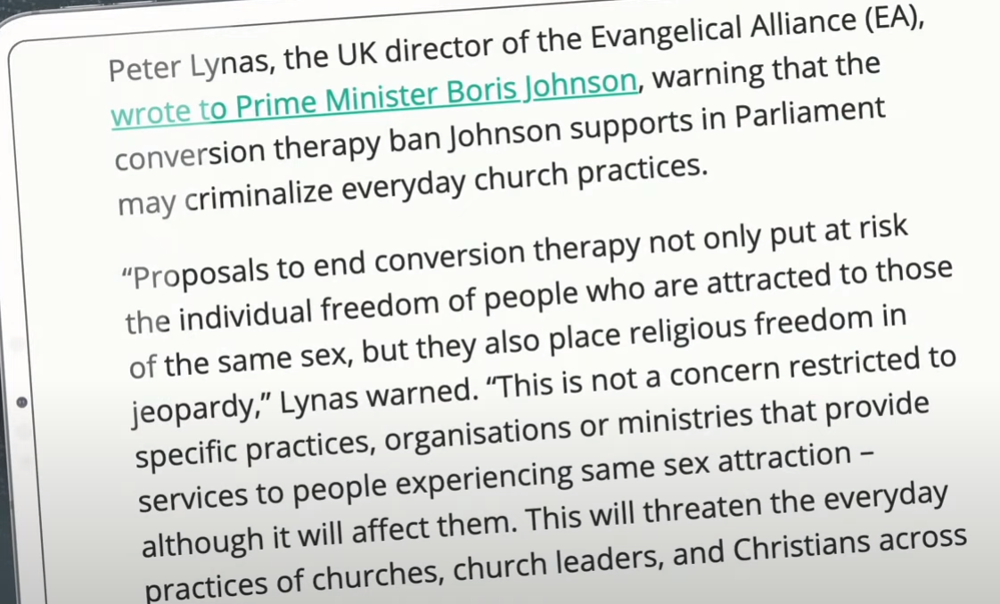 Peter Lynas, the UK director of the Evangelical Alliance (EA),
wrote to Prime Minister Boris Johnson, warning that the
conversion therapy ban Johnson supports in Parliament
may criminalize everyday church practices.
“Proposals to end conversion therapy not only put at risk
the individual freedom of people who are attracted to those
of the same sex, but they also place religious freedom in
jeopardy,” Lynas warned. “This is not a concern restricted to
specific practices, organisations or ministries that provide
services to people experiencing same sex attraction –
although it will affect them. This will threaten the everyday
practices of churches, church leaders, and Christians across